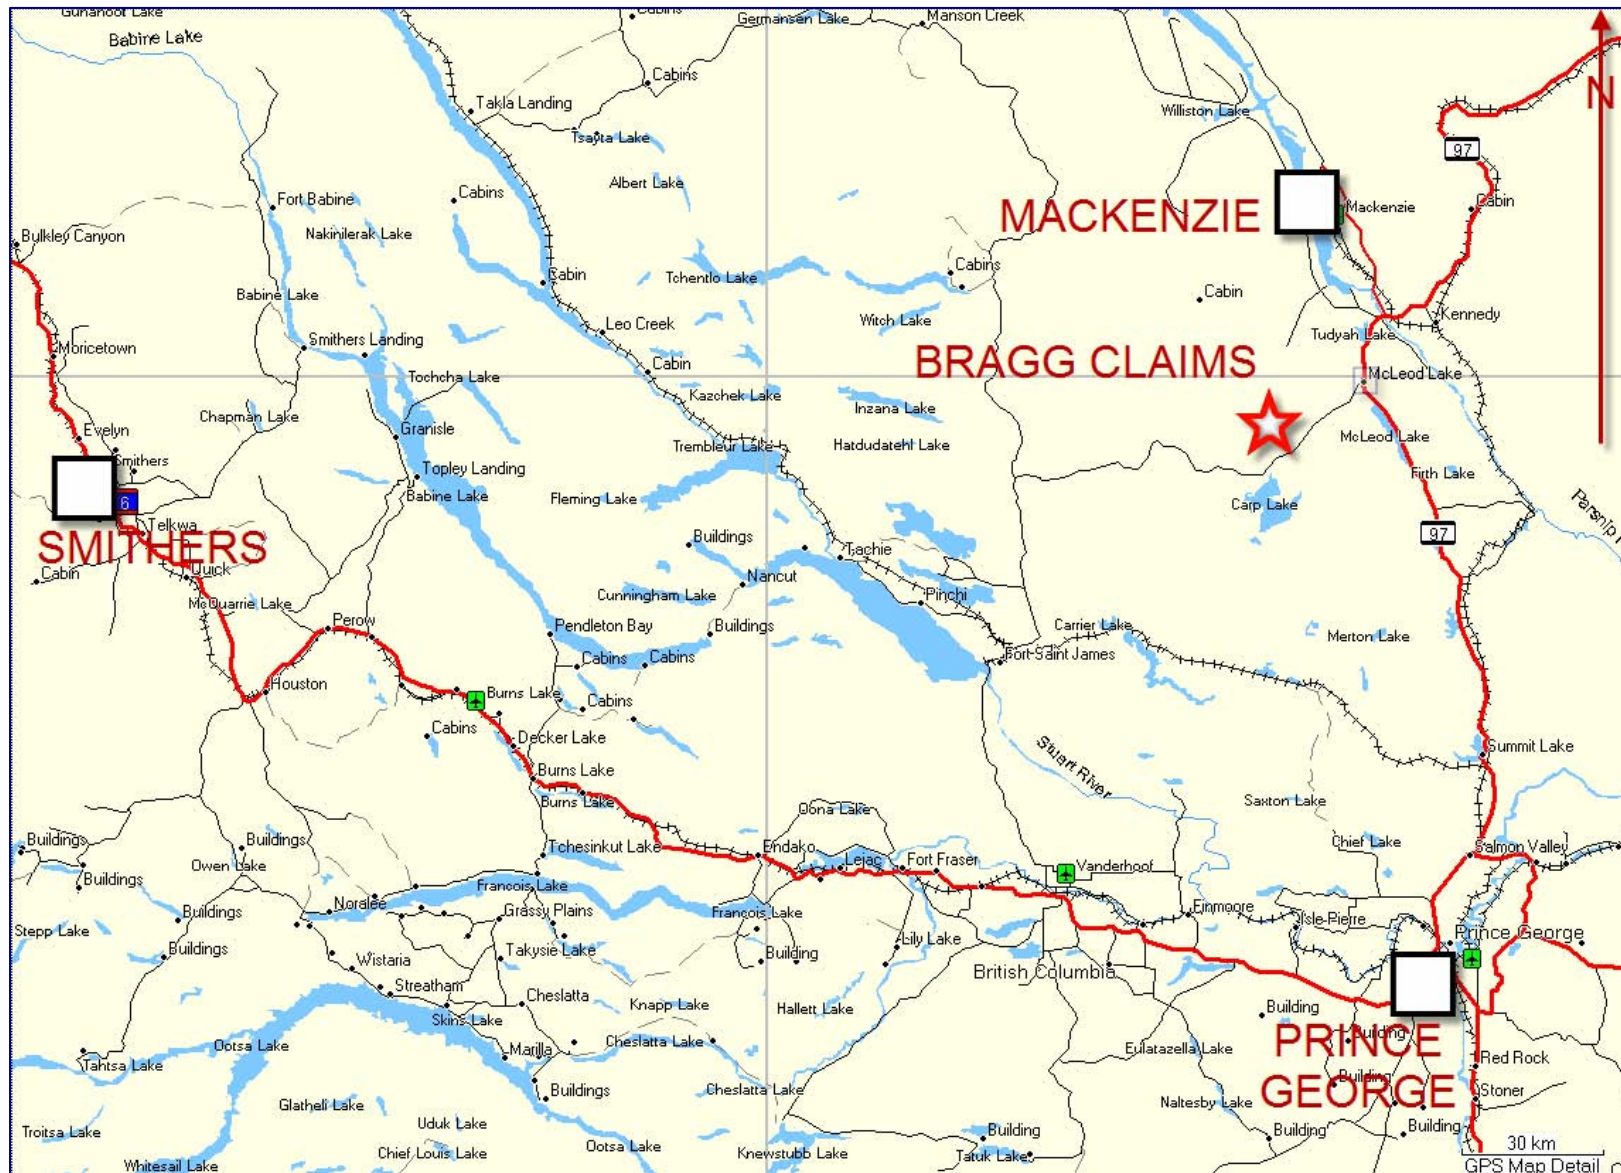 Gunanoot Lake
Cabins
Germansen Lake
Manson Creek
Babine Lake
Cabins
Takla Landing
Williston Lake
N
Tsayta Lake
97
Albert Lake
Cabins
Fort Babine
MACKENZIE
Mackenzie
Cabin
Bulkley Canyon
Nakinilerak Lake
Cabin
Tchentlo Lake
Cabins
Babine Lake
Cabin
Leo Creek
Witch Lake
Kennedy
Smithers Landing
Tudyah Lake
Moricetown
BRAGG CLAIMS
Cabin
Tochcha Lake
McLeod Lake
Kazchek Lake
Inzana Lake
Chapman Lake
Evelyn
Granisle
Trembleur Lake
Hatdudatehl Lake
McLeod Lake
Smithers
Topley Landing
Firth Lake
Babine Lake
Fleming Lake
Carp Lake
6
Telkwa
97
SMITHERS
Buildings
Tachie
Cabin
Quick
Nancut
McQuarrie Lake
Cunningham Lake
Pinchi
Perow
Pendleton Bay
Buildings
Carrier Lake
Merton Lake
Cabins
Cabins
Fort Saint James
Houston
Burns Lake
Cabins
Cabins
Decker Lake
Stuart River
Summit Lake
Burns Lake
Burns Lake
Oona Lake
Saxton Lake
Buildings
Buildings
Tchesinkut Lake
Endako
Chief Lake
Owen Lake
Lejac
Fort Fraser
Vanderhoof
Salmon Valley
Buildings
Francois Lake
Noralee
Buildings
Grassy Plains
Francois Lake
Finmoore
Isle-Pierre
Stepp Lake
Lily Lake
Prince George
Buildings
Takysie Lake
Building
Wistaria
British Columbia
Streatham
Cheslatta
Knapp Lake
Hallett Lake
Building
Skins Lake
PRINCE
GEORGE
Building
Ootsa Lake
Marilla
Cheslatta Lake
Eulatazella Lake
Red Rock
Tahtsa Lake
Buildings
Cheslatta Lake
Building
Stoner
Glatheli Lake
Naltesby Lake
Troitsa Lake
Uduk Lake
Building
Building
Building
Whitesail Lake
Chief Louis Lake
Ootsa Lake
Knewstubb Lake
Tatuk Lake
30 km
GPS Map Detail